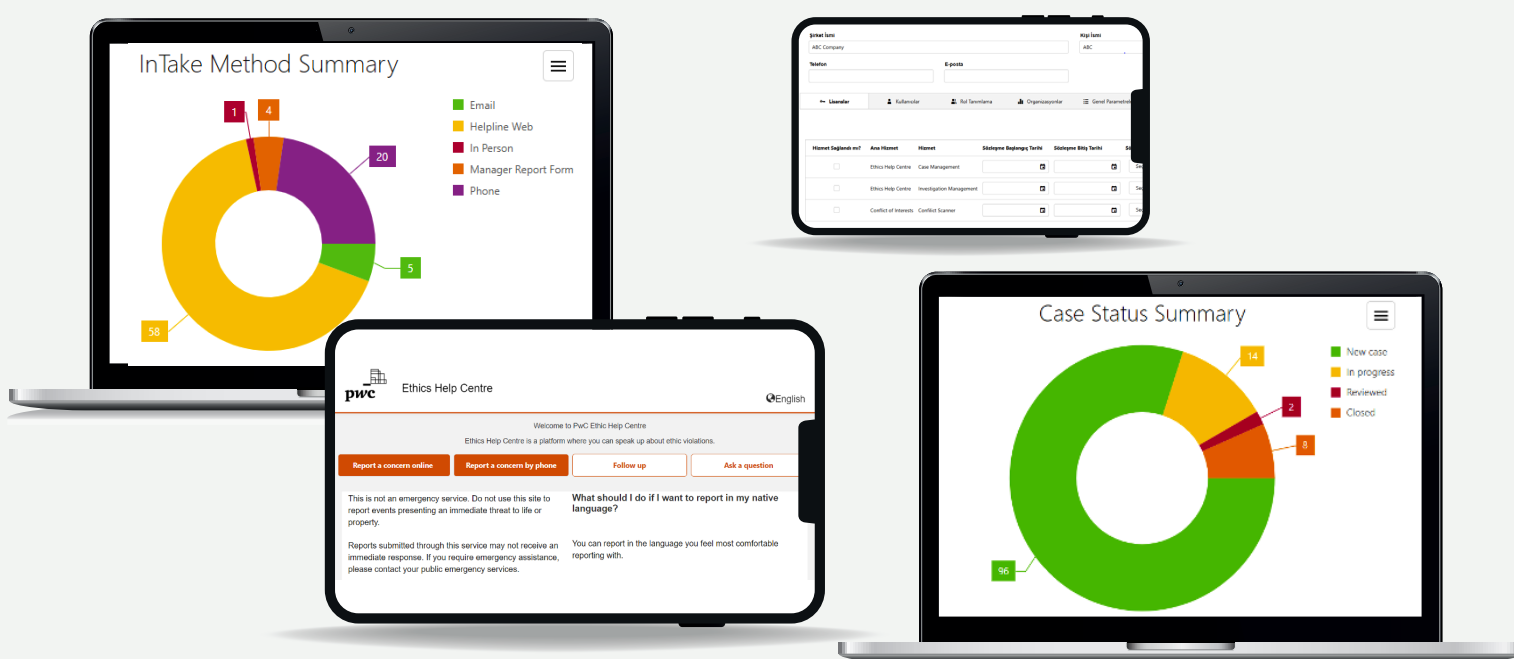 InTake Method Summary
Email
Helpline Web
In Person
Manager Report Form
Phone
1
4
20
5
58
Şirket İsmi
Kişi İsmi
ABC Company
ABC
Telefon
E-posta
Lisanslar
Kullanıcılar
Rol Tanımlama
Organizasyonlar
Hizmet Sağlandı mı?
Ana Hizmet
Hizmet
Sözleşme Başlangıç Tarihi
Sözleşme Bitiş Tarihi
Ethics Help Centre
Case Management
Ethics Help Centre
Investigation Management
Conflict of Interests
Conflict Scanner
pwc
Ethics Help Centre
English
Welcome to PwC Ethic Help Centre
Ethics Help Centre is a platform where you can speak up about ethic violations.
Report a concern online
Report a concern by phone
Follow up
Ask a question
This is not an emergency service. Do not use this site to
report events presenting an immediate threat to life or
property.
Reports submitted through this service may not receive an
immediate response. If you require emergency assistance,
please contact your public emergency services.
What should I do if I want to report in my native
language?
You can report in the language you feel most comfortable
reporting with.
Case Status Summary
New case
In progress
Reviewed
Closed
14
2
8
96